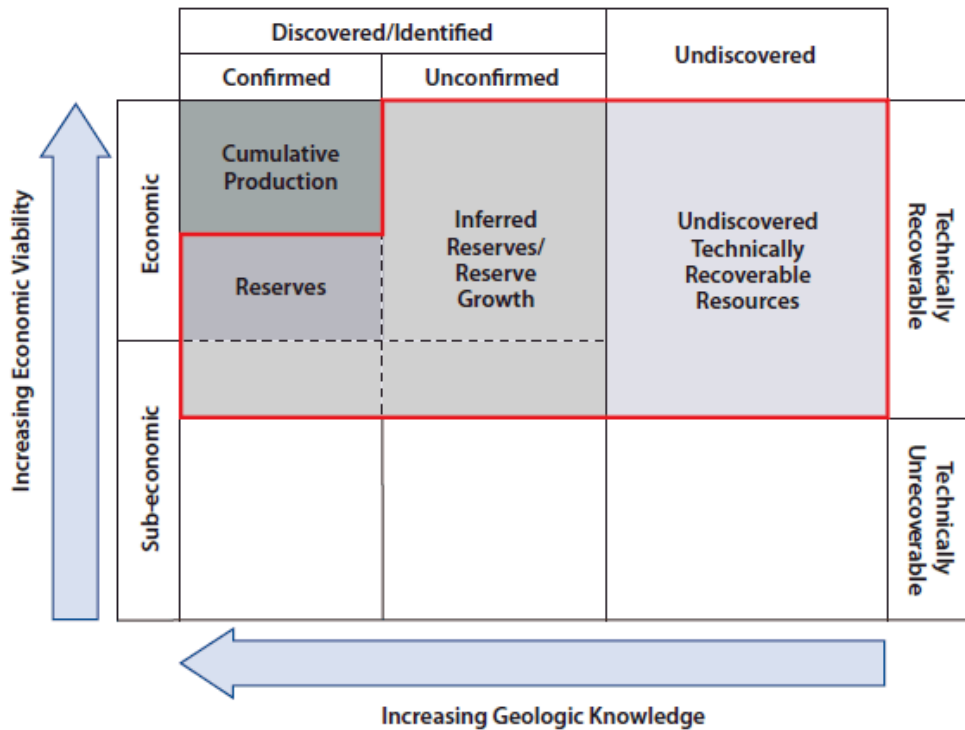 Discovered/Identified
Undiscovered
Confirmed
Unconfirmed
Increasing Economic Viability
Economic
Cumulative
Production
Reserves
Inferred
Reserves/
Reserve
Growth
Undiscovered
Technically
Recoverable
Resources
Technically
Recoverable
Sub-economic
Technically
Unrecoverable
Increasing Geologic Knowledge